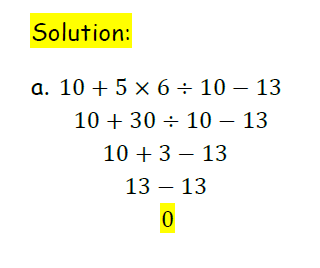 Solution:
a. 10 + 5 × 6 ÷ 10 − 13
10 + 30 ÷ 10 − 13
10 + 3 − 13
13 − 13
0